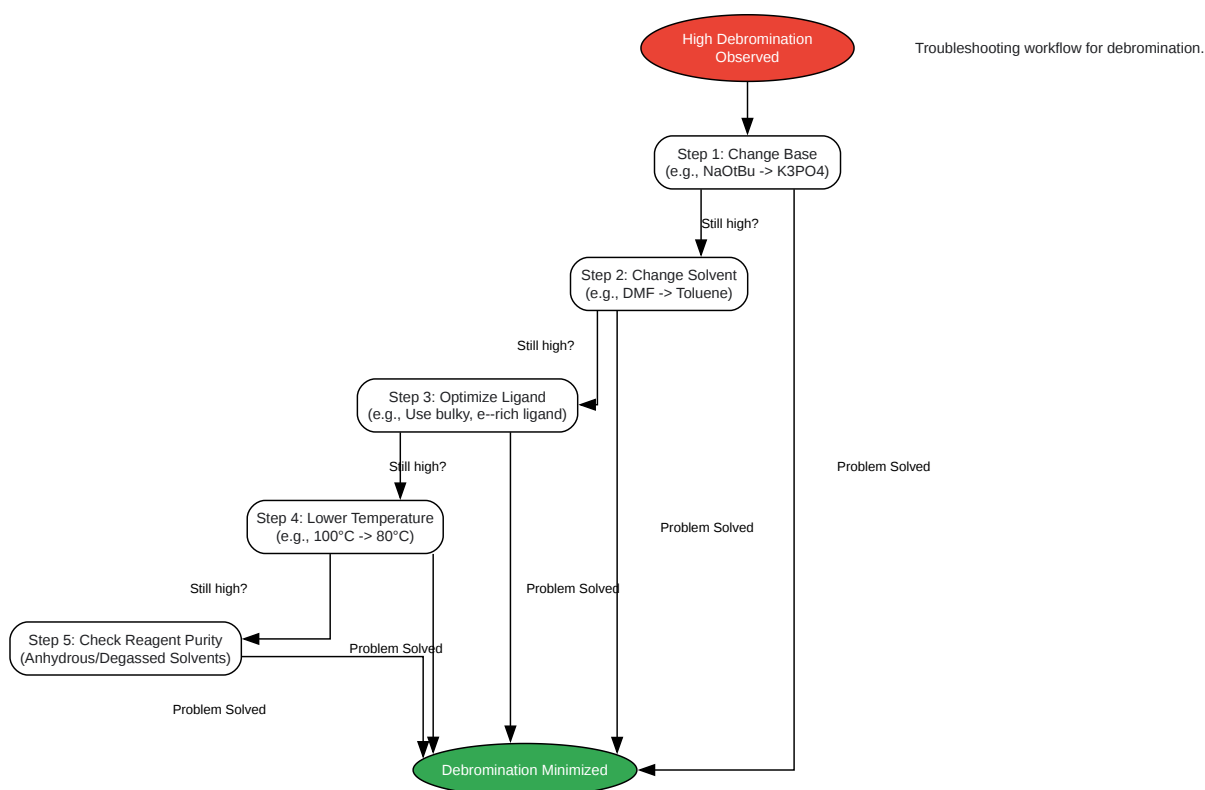 High Debromination
Observed
Troubleshooting workflow for debromination.
Step 1: Change Base
(e.g., NaOtBu -> K3PO4)
Still high?
Step 2: Change Solvent
(e.g., DMF -> Toluene)
Still high?
Step 3: Optimize Ligand
(e.g., Use bulky, e--rich ligand)
Still high?
Problem Solved
Step 4: Lower Temperature
(e.g., 100°C -> 80°C)
Problem Solved
Still high?
Problem Solved
Step 5: Check Reagent Purity
(Anhydrous/Degassed Solvents)
Problem Solved
Problem Solved
Debromination Minimized